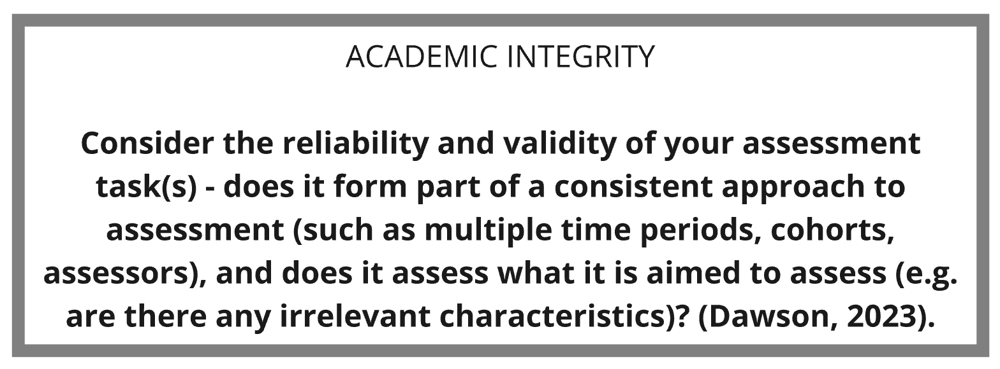 ACADEMIC INTEGRITY
Consider the reliability and validity of your assessment
task(s) - does it form part of a consistent approach to
assessment (such as multiple time periods, cohorts,
assessors), and does it assess what it is aimed to assess (e.g.
are there any irrelevant characteristics)? (Dawson, 2023).